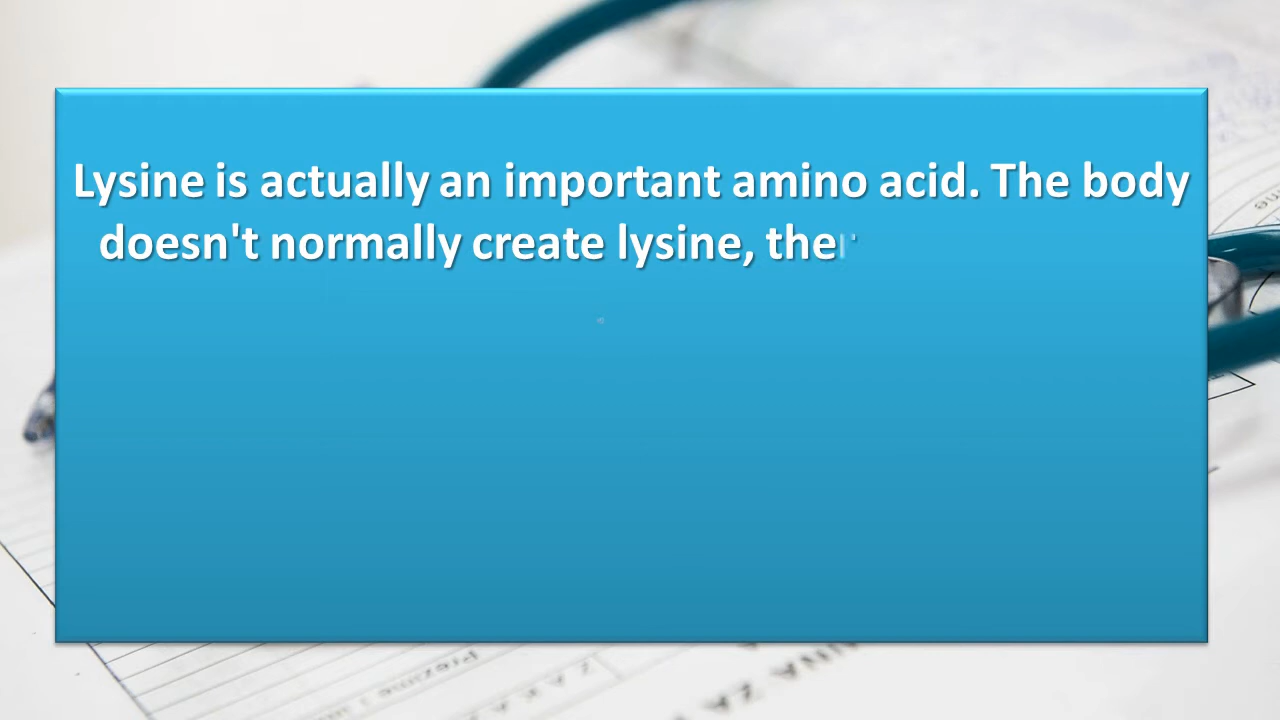 Lysine is actually an important amino acid. The body
doesn't normally create lysine, the